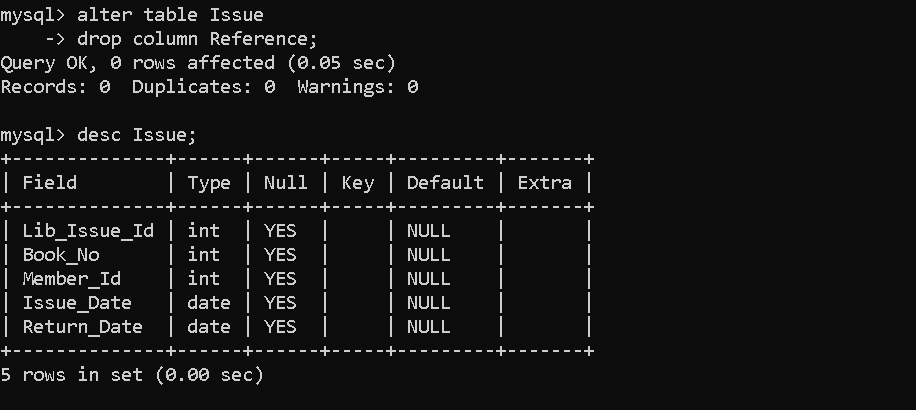 mysql> alter table Issue
    -> drop column Reference;
Query OK, 0 rows affected (0.05 sec)
Records: 0  Duplicates: 0  Warnings: 0

mysql> desc Issue;
+--------------+------+------+-----+---------+-------+
| Field        | Type | Null | Key | Default | Extra |
+--------------+------+------+-----+---------+-------+
| Lib_Issue_Id | int  | YES  |     | NULL    |       |
| Book_No      | int  | YES  |     | NULL    |       |
| Member_Id    | int  | YES  |     | NULL    |       |
| Issue_Date   | date | YES  |     | NULL    |       |
| Return_Date  | date | YES  |     | NULL    |       |
+--------------+------+------+-----+---------+-------+
5 rows in set (0.00 sec)